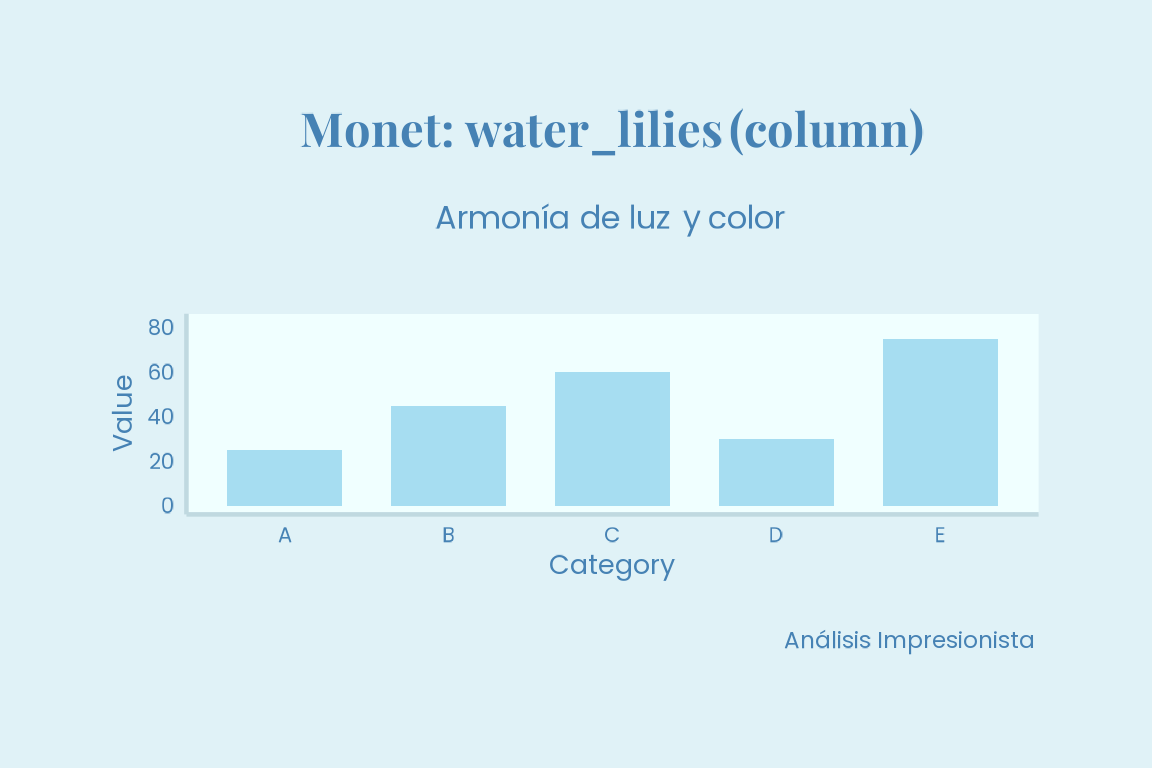 Monet: water_lilies (column)
Armonía de luz y color
80
60
40
20
0
Value
A B C D E
Category
Análisis Impresionista